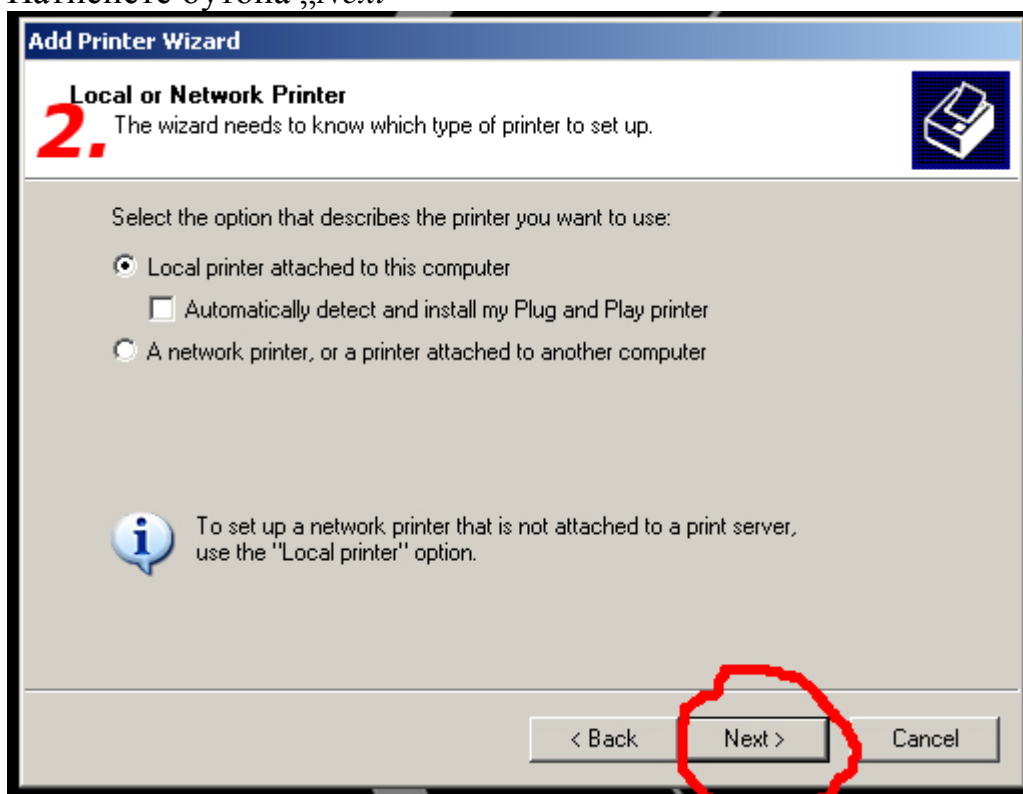 Натиснете бутона „Next
Add Printer Wizard
Local or Network Printer
2.
The wizard needs to know which type of printer to set up.
Select the option that describes the printer you want to use:
Local printer attached to this computer
Automatically detect and install my Plug and Play printer
A network printer, or a printer attached to another computer
To set up a network printer that is not attached to a print server,
use the "Local printer" option.
< Back Next > Cancel